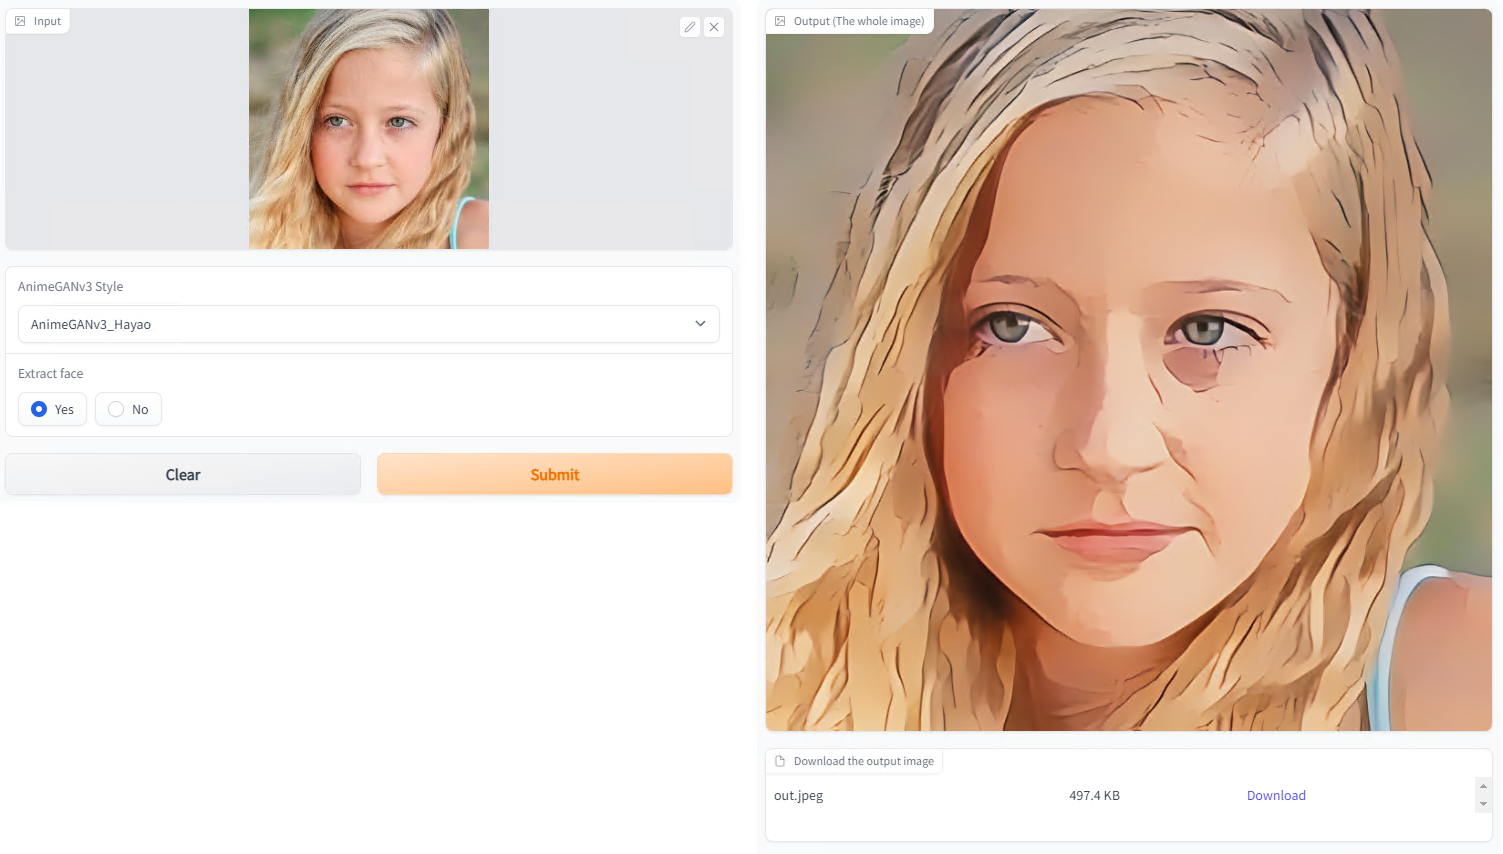 Input
AnimeGANv3 Style
AnimeGANv3_Hayao
Extract face
Yes
No
Clear
Submit
Output (The whole image)
Download the output image
out.jpeg
497.4 KB
Download